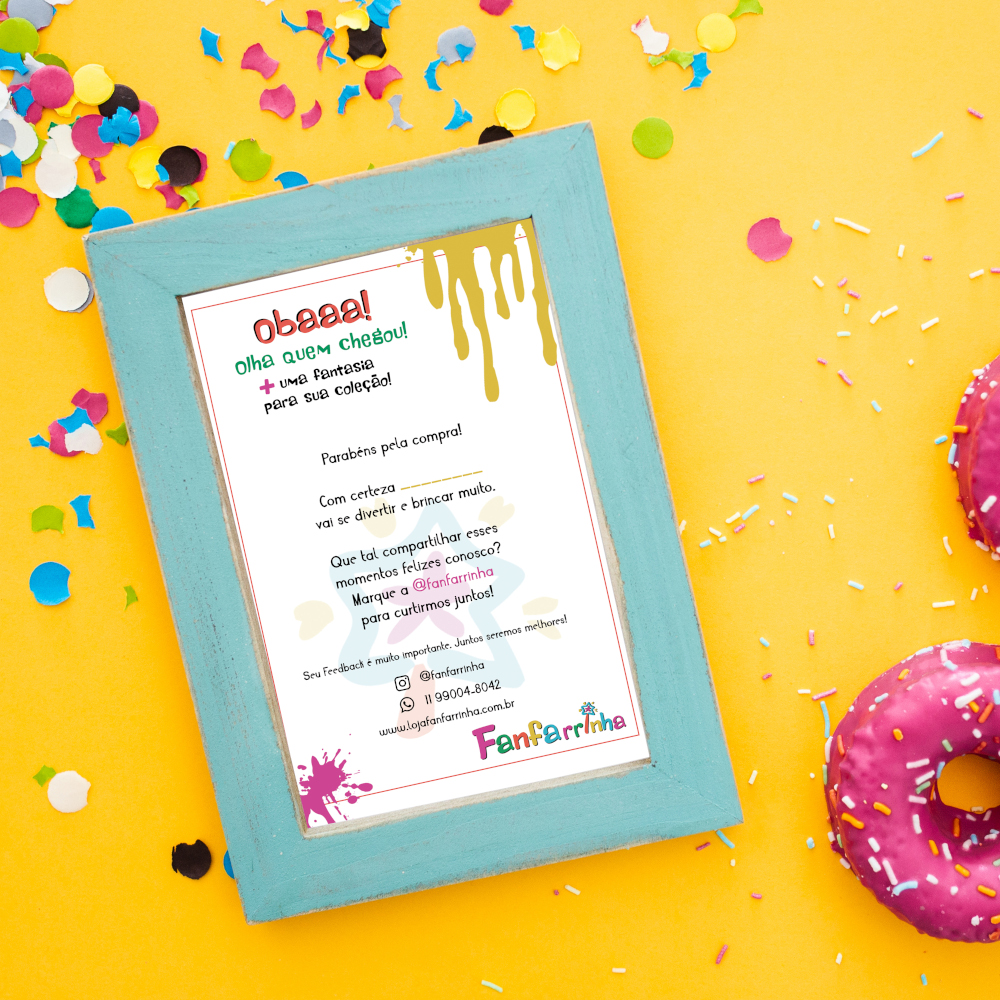 Obaaa!
Olha quem chegou!
+ uma fantasia
para sua coleção!
Parabéns pela compra!
Com certeza ________
vai se divertir e brincar muito.
Que tal compartilhar esses
momentos felizes conosco?
Marque a @fanfarrinha
para curtirmos juntos!
Seu Feedback é muito importante. Juntos seremos melhores!
@fanfarrinha
11 99004-8042
www.lojafanfarrinha.com.br
Fanfarrinha